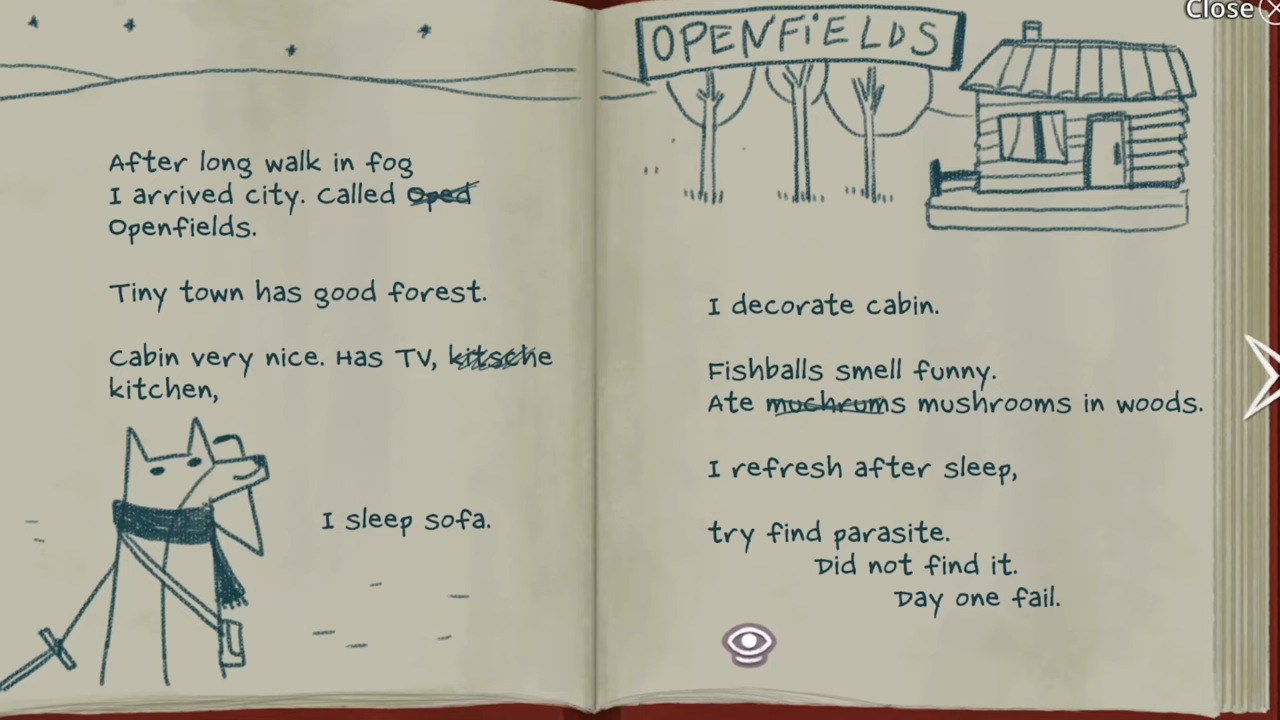 Close
After long walk in fog
I arrived city. Called Oped
Openfields.
Tiny town has good forest.
Cabin very nice. Has TV, kitsche
kitchen,
I sleep sofa.
OPENFiELDS
I decorate cabin.
Fishballs smell funny.
Ate muchrums mushrooms in woods.
I refresh after sleep,
try find parasite.
Did not find it.
Day one fail.